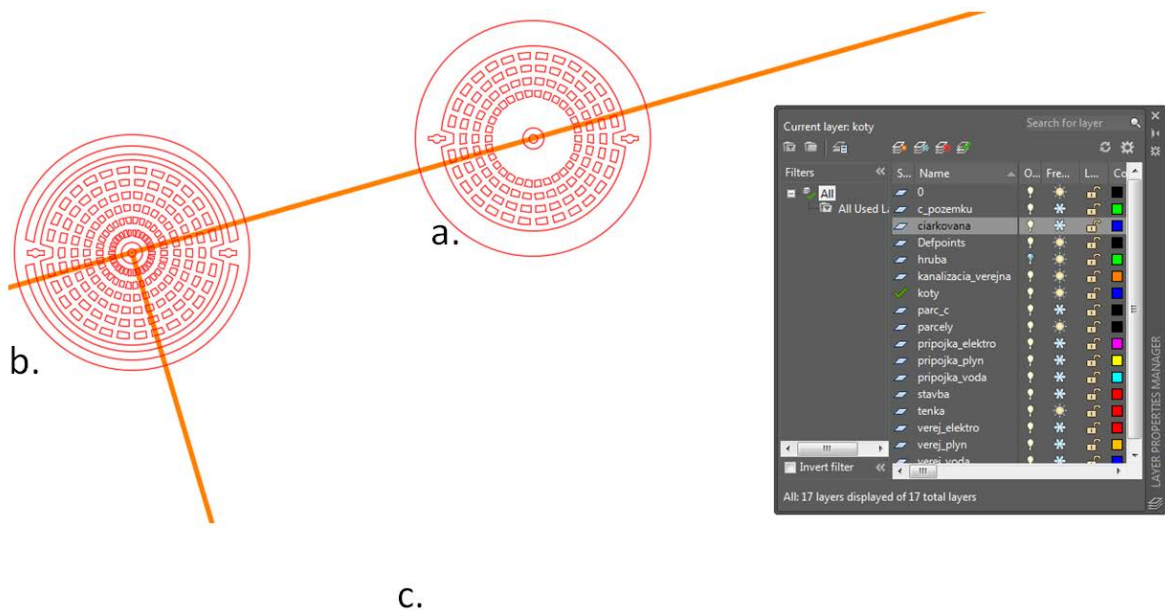 a.
b.
c.
Current layer: koty
Search for layer
Filters
S... Name O... Fre... L... Co
All
All Used La
0
c_pozemku
ciarkovana
Defpoints
hruba
kanalizacia_verejna
koty
parc_c
parcely
pripojka_elektro
pripojka_plyn
pripojka_voda
stavba
tenka
verej_elektro
verej_plyn
verej_voda
Invert filter
All: 17 layers displayed of 17 total layers
LAYER PROPERTIES MANAGER